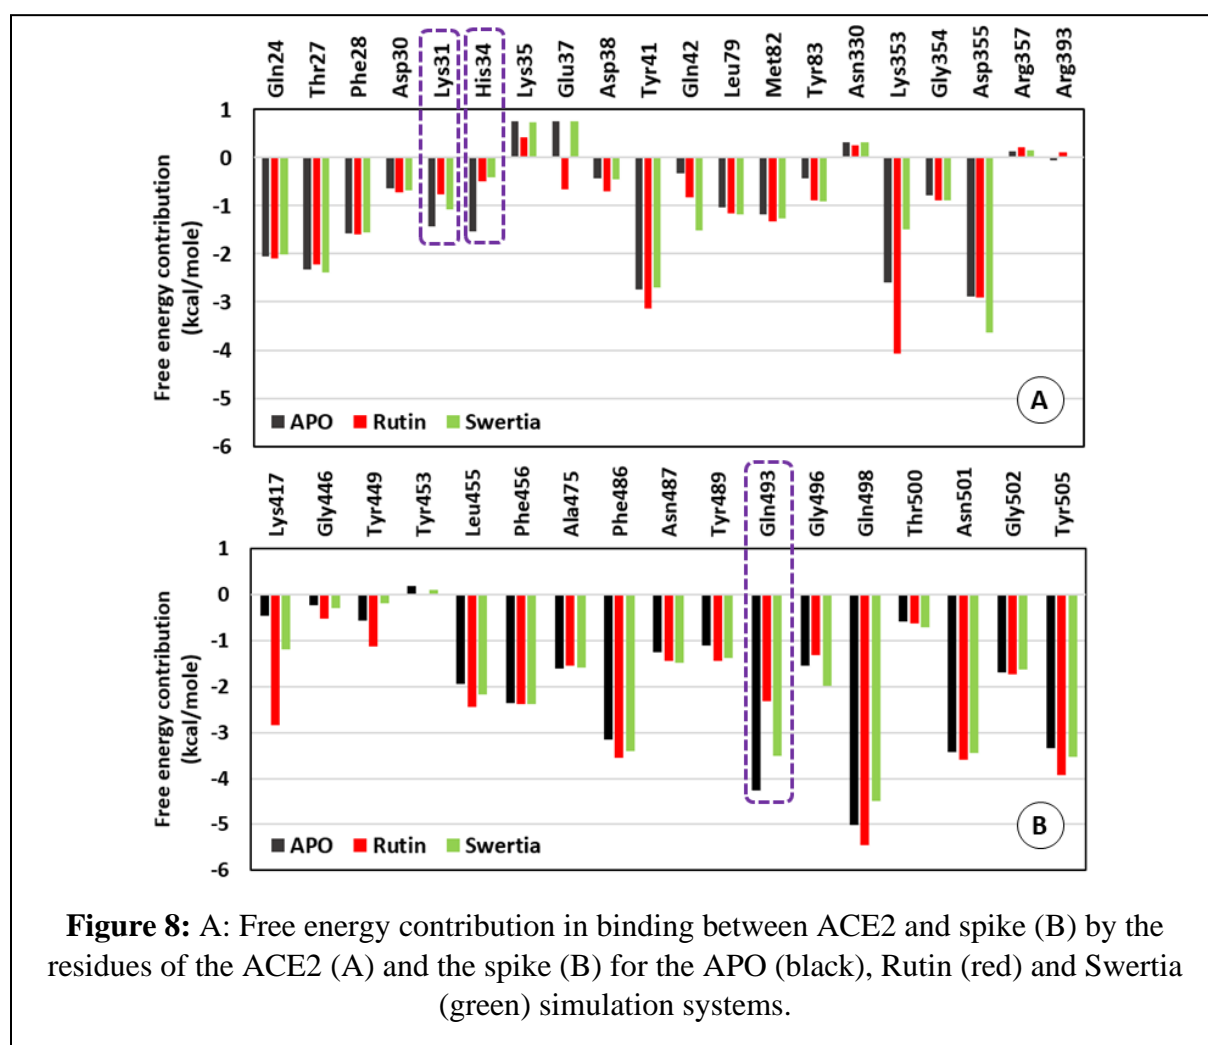 Gln24 Thr27 Phe28 Asp30 Lys31 His34 Lys35 Glu37 Asp38 Tyr41 Gln42 Leu79 Met82 Tyr83 Asn330 Lys353 Gly354 Asp355 Arg357 Arg393
Free energy contribution
(kcal/mole)
1
0
-1
-2
-3
-4
-5
-6
APO Rutin Swertia
A
Lys417 Gly446 Tyr449 Tyr453 Leu455 Phe456 Ala475 Phe486 Asn487 Tyr489 Gln493 Gly496 Gln498 Thr500 Asn501 Gly502 Tyr505
Free energy contribution
(kcal/mole)
1
0
-1
-2
-3
-4
-5
-6
APO Rutin Swertia
B
Figure 8: A: Free energy contribution in binding between ACE2 and spike (B) by the
residues of the ACE2 (A) and the spike (B) for the APO (black), Rutin (red) and Swertia
(green) simulation systems.